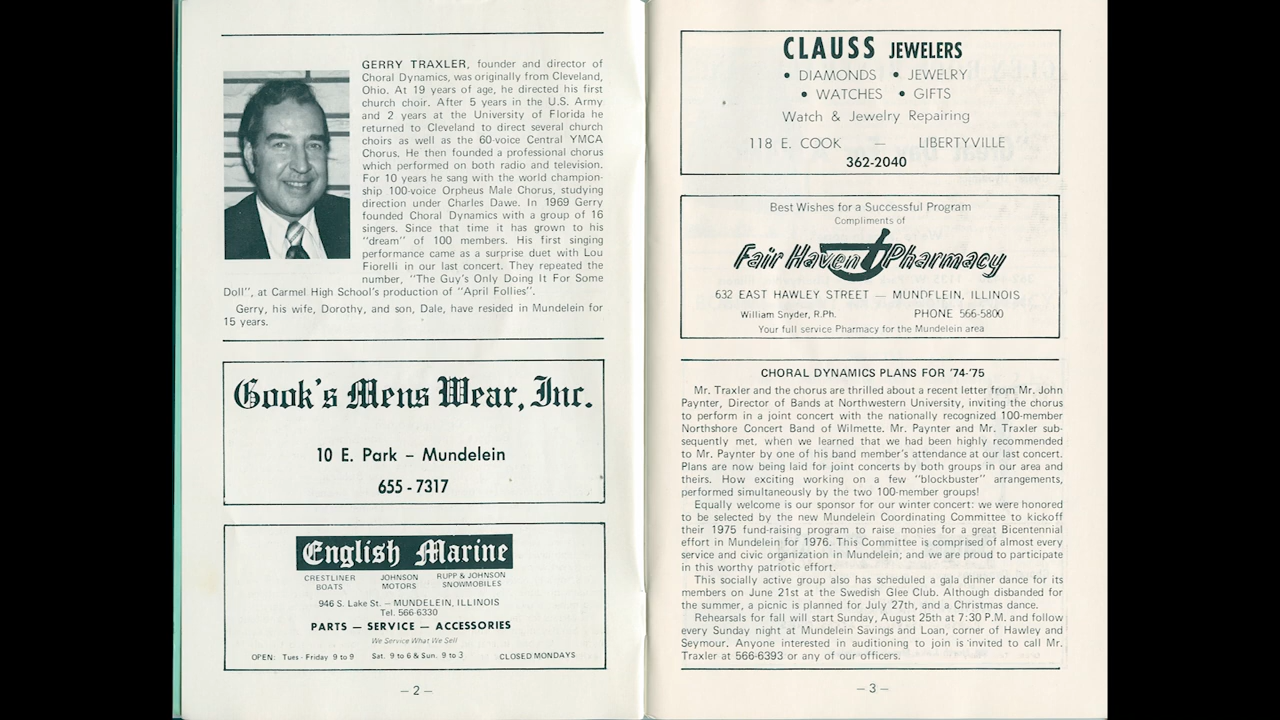 GERRY TRAXLER, founder and director of
Choral Dynamics, was originally from Cleveland,
Ohio. At 19 years of age, he directed his first
church choir. After 5 years in the U.S. Army
and 2 years at the University of Florida he
returned to Cleveland to direct several church
choirs as well as the 60-voice Central YMCA
Chorus. He then founded a professional chorus
which performed on both radio and television.
For 10 years he sang with the world champion-
ship 100-voice Orpheus Male Chorus, studying
direction under Charles Dawe. In 1969 Gerry
founded Choral Dynamics with a group of 16
singers. Since that time it has grown to his
"dream" of 100 members. His first singing
performance came as a surprise duet with Lou
Fiorelli in our last concert. They repeated the
number, "The Guy's Only Doing It For Some
Doll", at Carmel High School's production of "April Follies".
Gerry, his wife, Dorothy, and son, Dale, have resided in Mundelein for
15 years.
Gook's Mens Wear, Inc.
10 E. Park – Mundelein
655 - 7317
English Marine
CRESTLINER BOATS JOHNSON MOTORS RUPP & JOHNSON SNOWMOBILES
946 S. Lake St. — MUNDELEIN, ILLINOIS
Tel. 566-6330
PARTS — SERVICE — ACCESSORIES
We Service What We Sell
OPEN: Tues - Friday 9 to 9 Sat. 9 to 6 & Sun. 9 to 3 CLOSED MONDAYS
— 2 —
CLAUSS JEWELERS
• DIAMONDS • JEWELRY
• WATCHES • GIFTS
Watch & Jewelry Repairing
118 E. COOK — LIBERTYVILLE
362-2040
Best Wishes for a Successful Program
Compliments of
Fair Haven Pharmacy
632 EAST HAWLEY STREET — MUNDELEIN, ILLINOIS
William Snyder, R.Ph. PHONE 566-5800
Your full service Pharmacy for the Mundelein area
CHORAL DYNAMICS PLANS FOR '74-'75
Mr. Traxler and the chorus are thrilled about a recent letter from Mr. John
Paynter, Director of Bands at Northwestern University, inviting the chorus
to perform in a joint concert with the nationally recognized 100-member
Northshore Concert Band of Wilmette. Mr. Paynter and Mr. Traxler sub-
sequently met, when we learned that we had been highly recommended
to Mr. Paynter by one of his band member's attendance at our last concert.
Plans are now being laid for joint concerts by both groups in our area and
theirs. How exciting working on a few "blockbuster" arrangements,
performed simultaneously by the two 100-member groups!
Equally welcome is our sponsor for our winter concert: we were honored
to be selected by the new Mundelein Coordinating Committee to kickoff
their 1975 fund-raising program to raise monies for a great Bicentennial
effort in Mundelein for 1976. This Committee is comprised of almost every
service and civic organization in Mundelein; and we are proud to participate
in this worthy patriotic effort.
This socially active group also has scheduled a gala dinner dance for its
members on June 21st at the Swedish Glee Club. Although disbanded for
the summer, a picnic is planned for July 27th, and a Christmas dance.
Rehearsals for fall will start Sunday, August 25th at 7:30 P.M. and follow
every Sunday night at Mundelein Savings and Loan, corner of Hawley and
Seymour. Anyone interested in auditioning to join is invited to call Mr.
Traxler at 566-6393 or any of our officers.
— 3 —